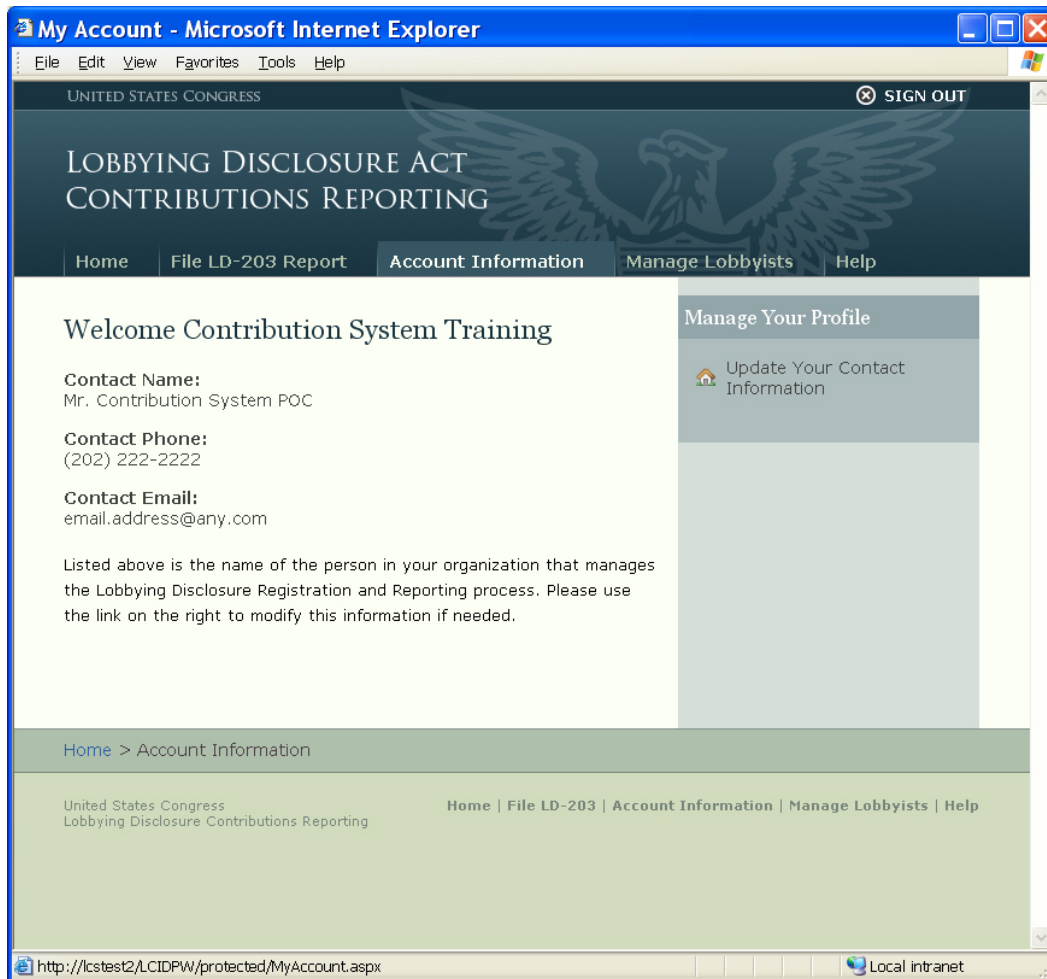 My Account - Microsoft Internet Explorer
File Edit View Favorites Tools Help
UNITED STATES CONGRESS
SIGN OUT
LOBBYING DISCLOSURE ACT
CONTRIBUTIONS REPORTING
Home File LD-203 Report Account Information Manage Lobbyists Help
Welcome Contribution System Training
Contact Name:
Mr. Contribution System POC
Contact Phone:
(202) 222-2222
Contact Email:
email.address@any.com
Listed above is the name of the person in your organization that manages
the Lobbying Disclosure Registration and Reporting process. Please use
the link on the right to modify this information if needed.
Manage Your Profile
Update Your Contact
Information
Home > Account Information
United States Congress
Lobbying Disclosure Contributions Reporting
Home | File LD-203 | Account Information | Manage Lobbyists | Help
http://lcstest2/LCIDPW/protected/MyAccount.aspx
Local intranet